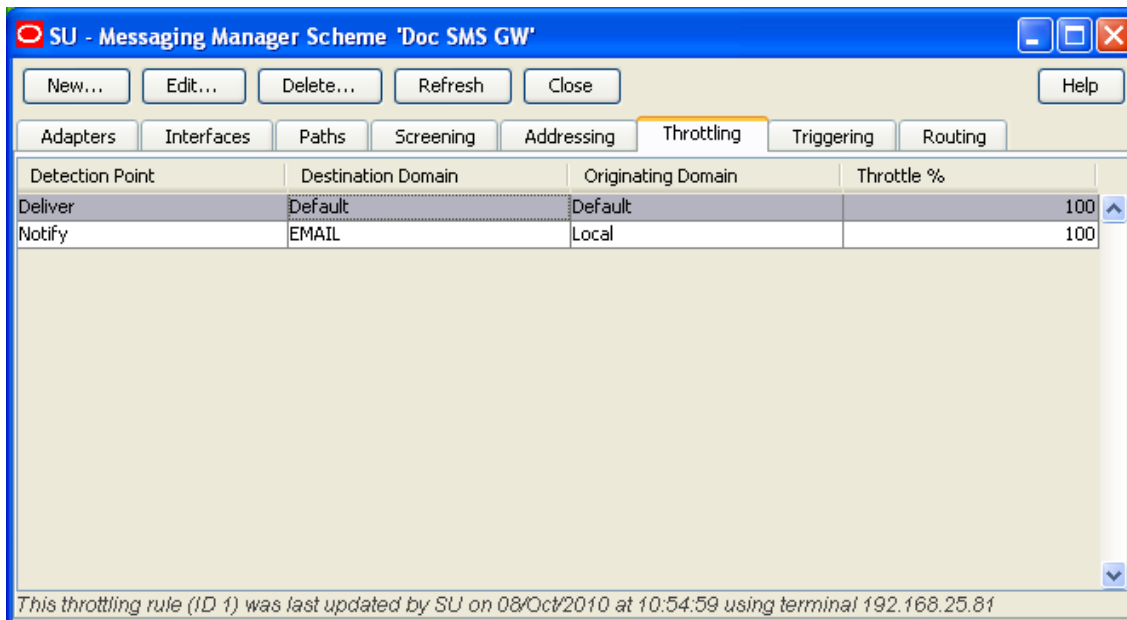 SU - Messaging Manager Scheme 'Doc SMS GW'
New... Edit... Delete... Refresh Close Help
Adapters Interfaces Paths Screening Addressing Throttling Triggering Routing
Detection Point Destination Domain Originating Domain Throttle %
Deliver Default Default 100
Notify EMAIL Local 100
This throttling rule (ID 1) was last updated by SU on 08/Oct/2010 at 10:54:59 using terminal 192.168.25.81